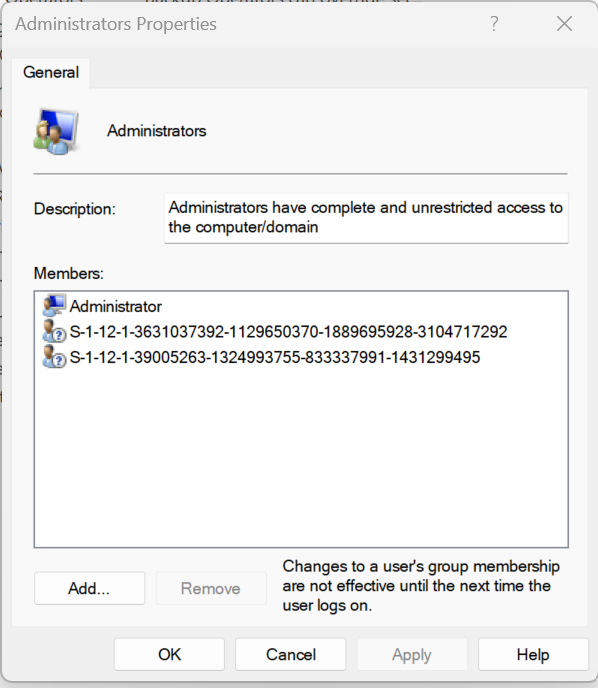 Administrators Properties
?
General
Administrators
Description:
Administrators have complete and unrestricted access to
the computer/domain
Members:
Administrator
S-1-12-1-3631037392-1129650370-1889695928-3104717292
S-1-12-1-39005263-1324993755-833337991-1431299495
Add...
Remove
Changes to a user's group membership
are not effective until the next time the
user logs on.
OK
Cancel
Apply
Help